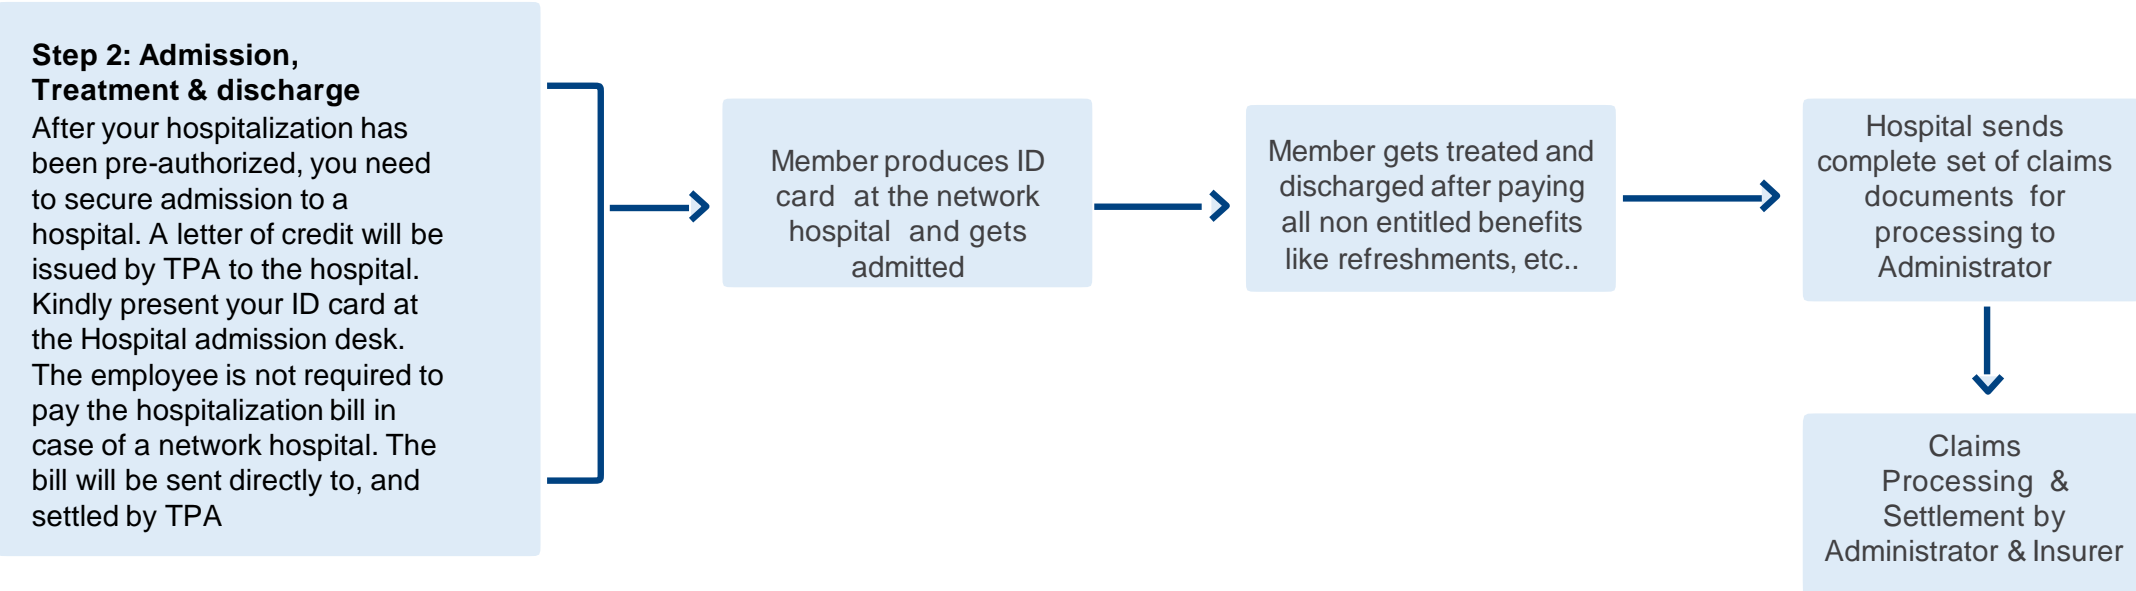 Step 2: Admission,
Treatment & discharge
After your hospitalization has
been pre-authorized, you need
to secure admission to a
hospital. A letter of credit will be
issued by TPA to the hospital.
Kindly present your ID card at
the Hospital admission desk.
The employee is not required to
pay the hospitalization bill in
case of a network hospital. The
bill will be sent directly to, and
settled by TPA
Member produces ID
card at the network
hospital and gets
admitted
Member gets treated and
discharged after paying
all non entitled benefits
like refreshments, etc..
Hospital sends
complete set of claims
documents for
processing to
Administrator
Claims
Processing &
Settlement by
Administrator & Insurer